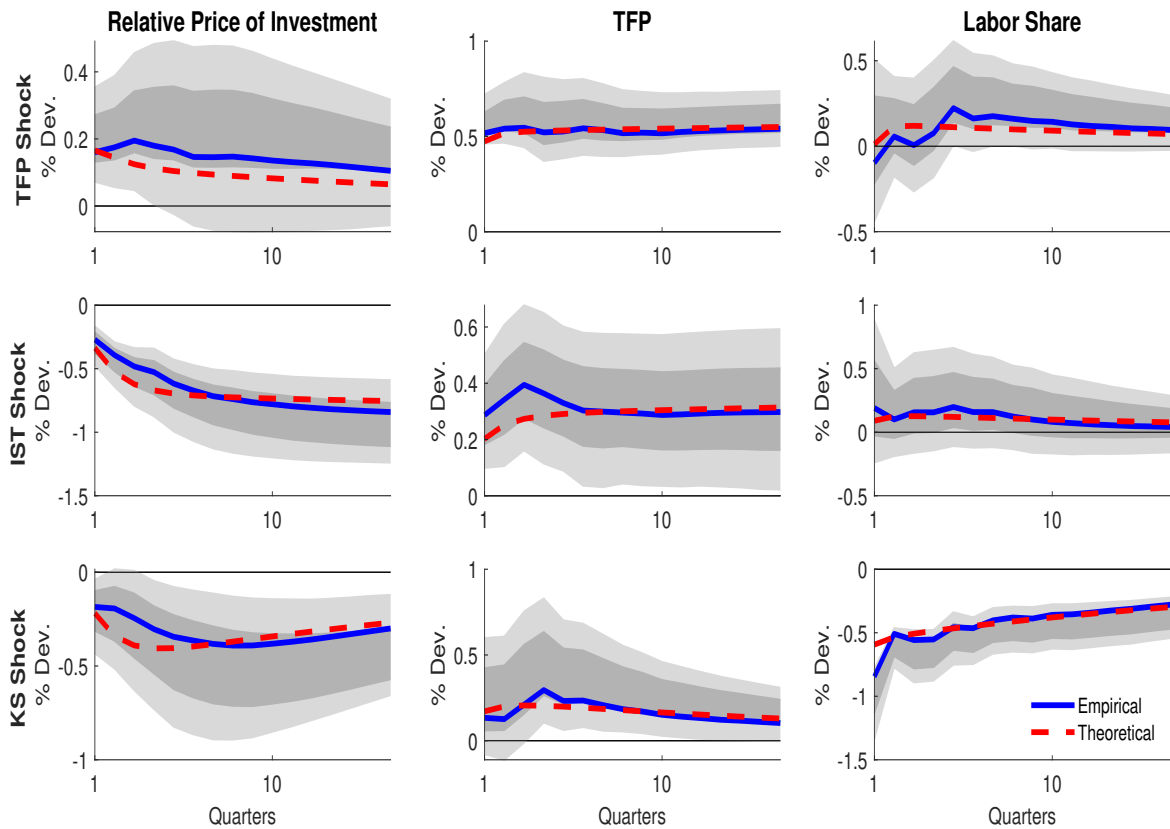 Relative Price of Investment
TFP
Labor Share
TFP Shock
% Dev.
0.4
0.2
0
1
10
% Dev.
1
0.5
0
1
10
% Dev.
0.5
0
-0.5
1
10
IST Shock
% Dev.
0
-0.5
-1
-1.5
1
10
% Dev.
0.6
0.4
0.2
0
1
10
% Dev.
1
0.5
0
-0.5
1
10
KS Shock
% Dev.
0
-0.5
-1
1
10
Quarters
% Dev.
1
0.5
0
1
10
Quarters
% Dev.
0
-0.5
-1
-1.5
1
10
Quarters
Empirical
Theoretical